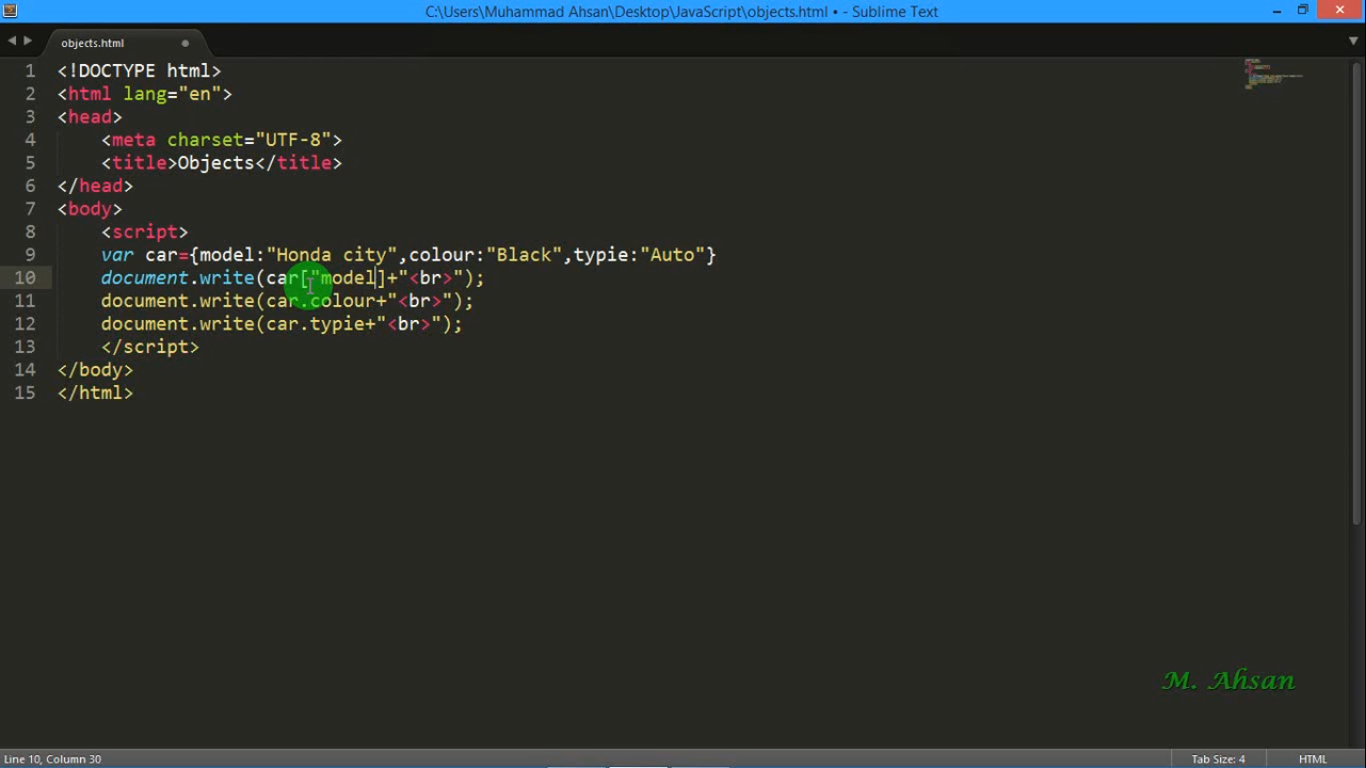 C:\Users\Muhammad Ahsan\Desktop\JavaScript\objects.html • - Sublime Text
objects.html
1 <!DOCTYPE html>
2 <html lang="en">
3 <head>
4     <meta charset="UTF-8">
5     <title>Objects</title>
6 </head>
7 <body>
8     <script>
9     var car={model:"Honda city",colour:"Black",typie:"Auto"}
10     document.write(car["model]+"<br>");
11     document.write(car.colour+"<br>");
12     document.write(car.typie+"<br>");
13     </script>
14 </body>
15 </html>
M. Ahsan
Line 10, Column 30 Tab Size: 4 HTML